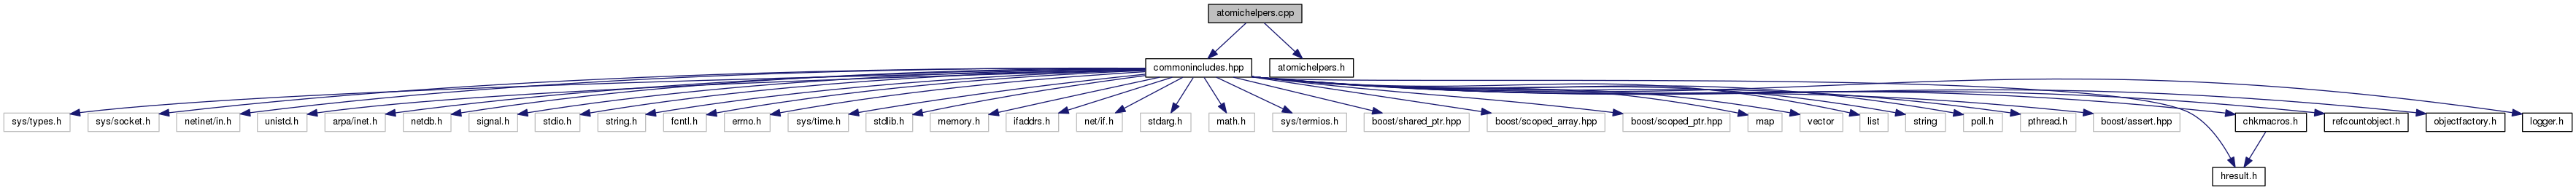 atomichelpers.cpp
commonincludes.hpp
atomichelpers.h
sys/types.h
sys/socket.h
netinet/in.h
unistd.h
arpa/inet.h
netdb.h
signal.h
stdio.h
string.h
fcntl.h
errno.h
sys/time.h
stdlib.h
memory.h
ifaddrs.h
net/if.h
stdarg.h
math.h
sys/termios.h
boost/shared_ptr.hpp
boost/scoped_array.hpp
boost/scoped_ptr.hpp
map
vector
list
string
poll.h
pthread.h
boost/assert.hpp
chkmacros.h
refcountobject.h
objectfactory.h
logger.h
hresult.h